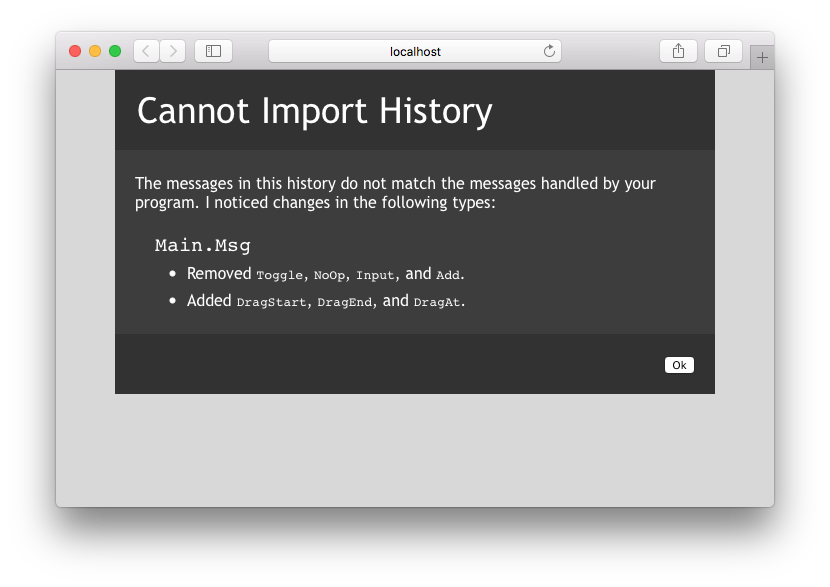 localhost
Cannot Import History
The messages in this history do not match the messages handled by your
program. I noticed changes in the following types:
Main.Msg
• Removed Toggle, NoOp, Input, and Add.
• Added DragStart, DragEnd, and DragAt.
Ok